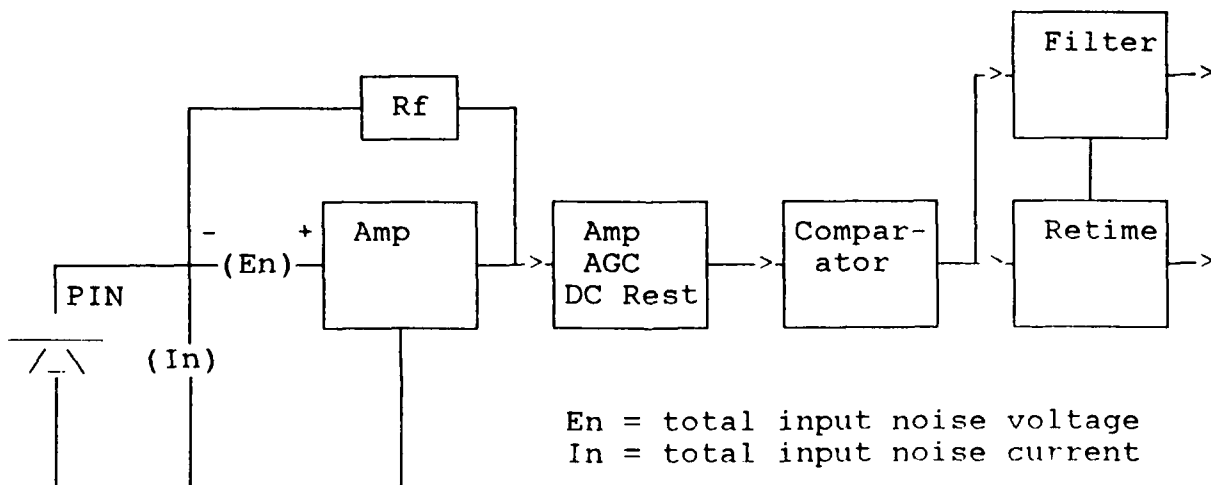 Filter
Rf
- + Amp
(En)
PIN
(In)
Amp
AGC
DC Rest
Compar-
ator
Retime
En = total input noise voltage
In = total input noise current